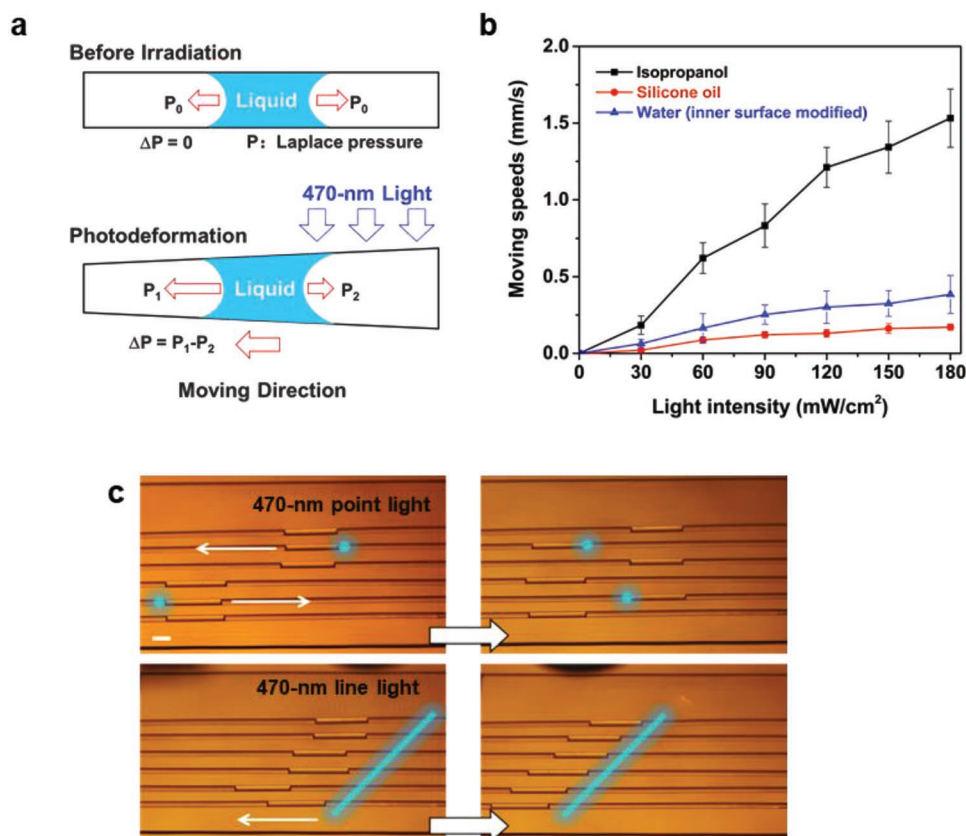 a
Before Irradiation
P₀ Liquid P₀
ΔP = 0 P: Laplace pressure
470-nm Light
Photodeformation
P₁ Liquid P₂
ΔP = P₁-P₂
Moving Direction
b
Moving speeds (mm/s)
2.0
1.5
1.0
0.5
0.0
Isopropanol
Silicone oil
Water (inner surface modified)
0 30 60 90 120 150 180
Light intensity (mW/cm²)
c
470-nm point light
470-nm line light